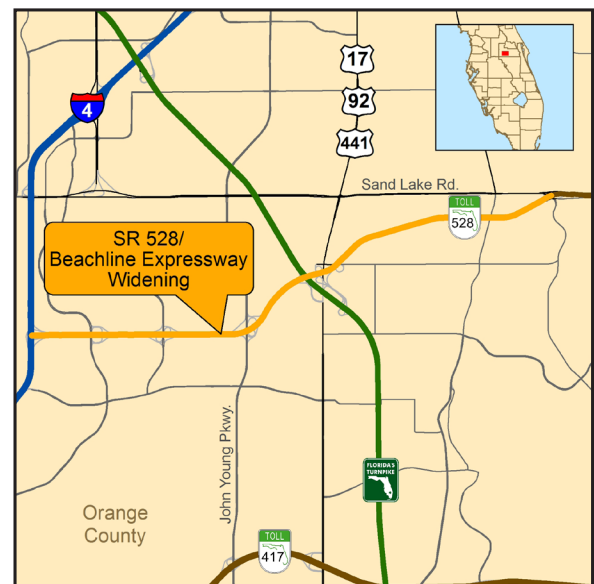 17
92
441
4
Sand Lake Rd.
TOLL
528
SR 528/
Beachline Expressway
Widening
John Young Pkwy.
FLORIDA'S
TURNPIKE
Orange
County
TOLL
417